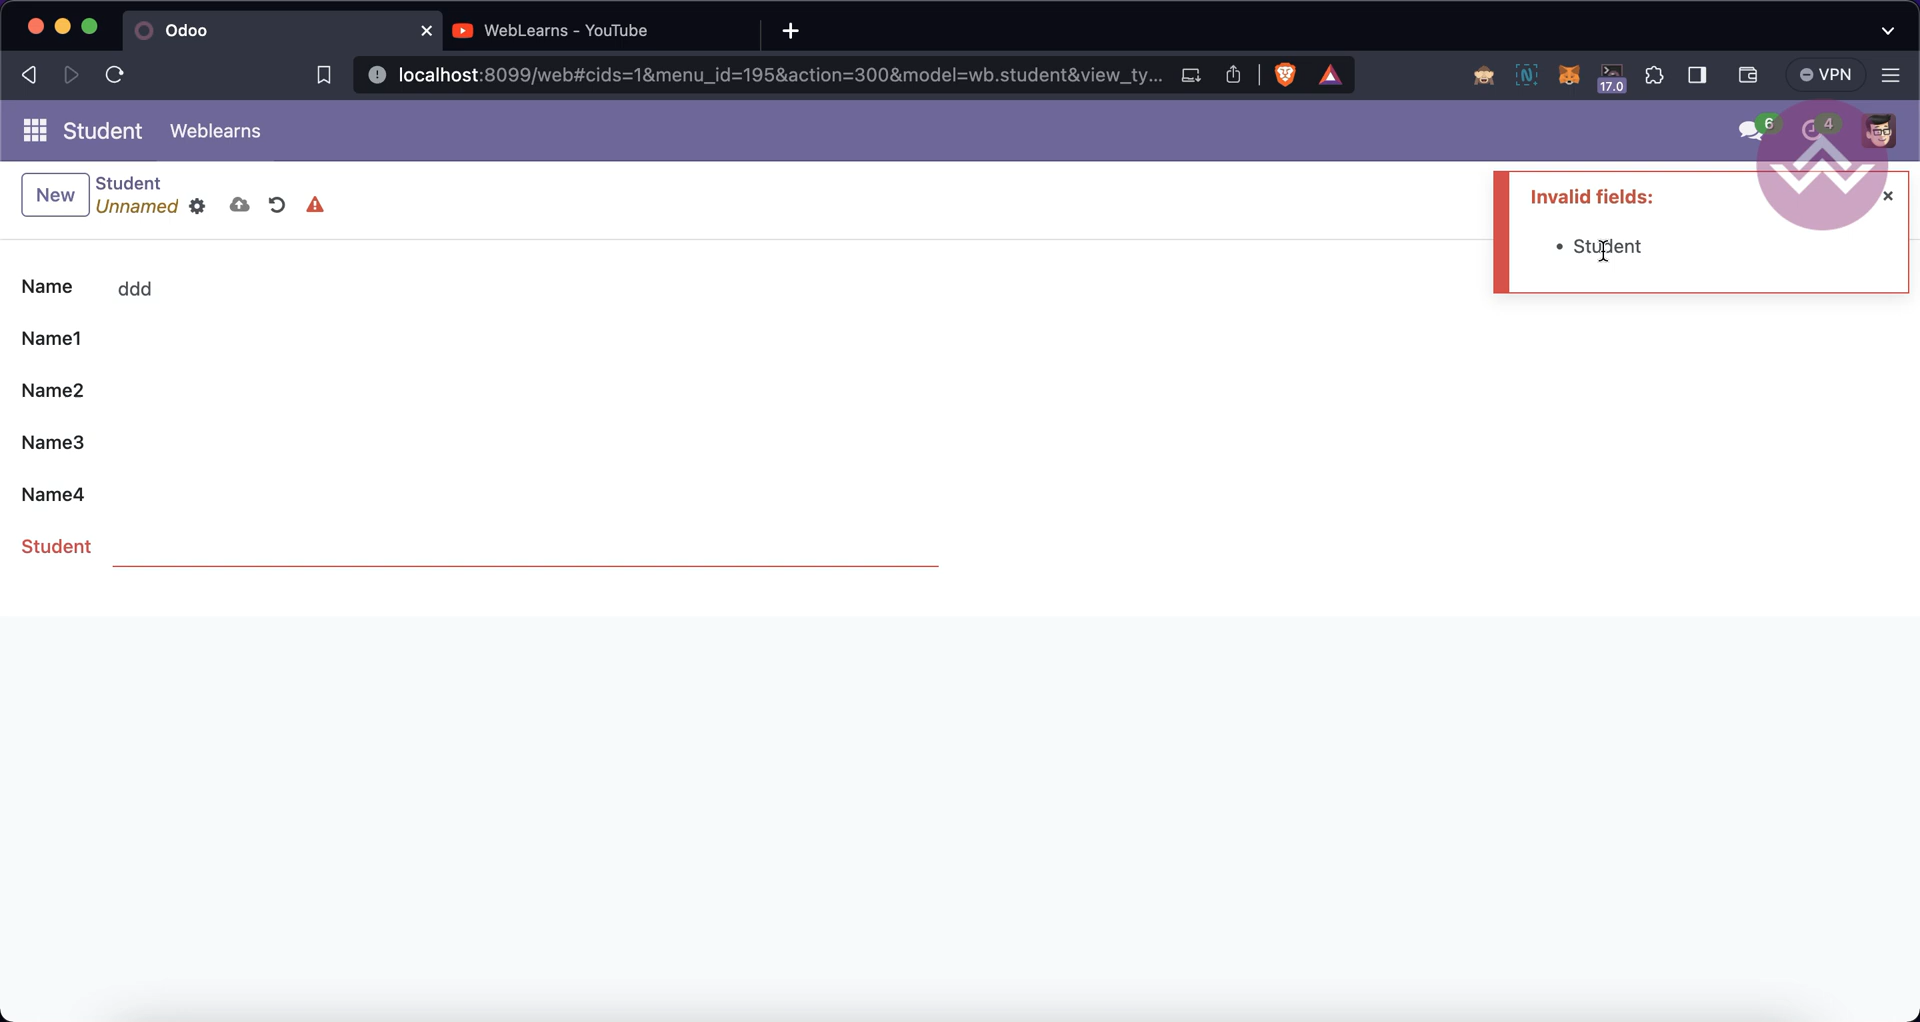 Odoo
WebLearns - YouTube
localhost:8099/web#cids=1&menu_id=195&action=300&model=wb.student&view_ty...
17.0
VPN
Student
Weblearns
6
4
New
Student
Unnamed
Invalid fields:
• Student
Name
ddd
Name1
Name2
Name3
Name4
Student